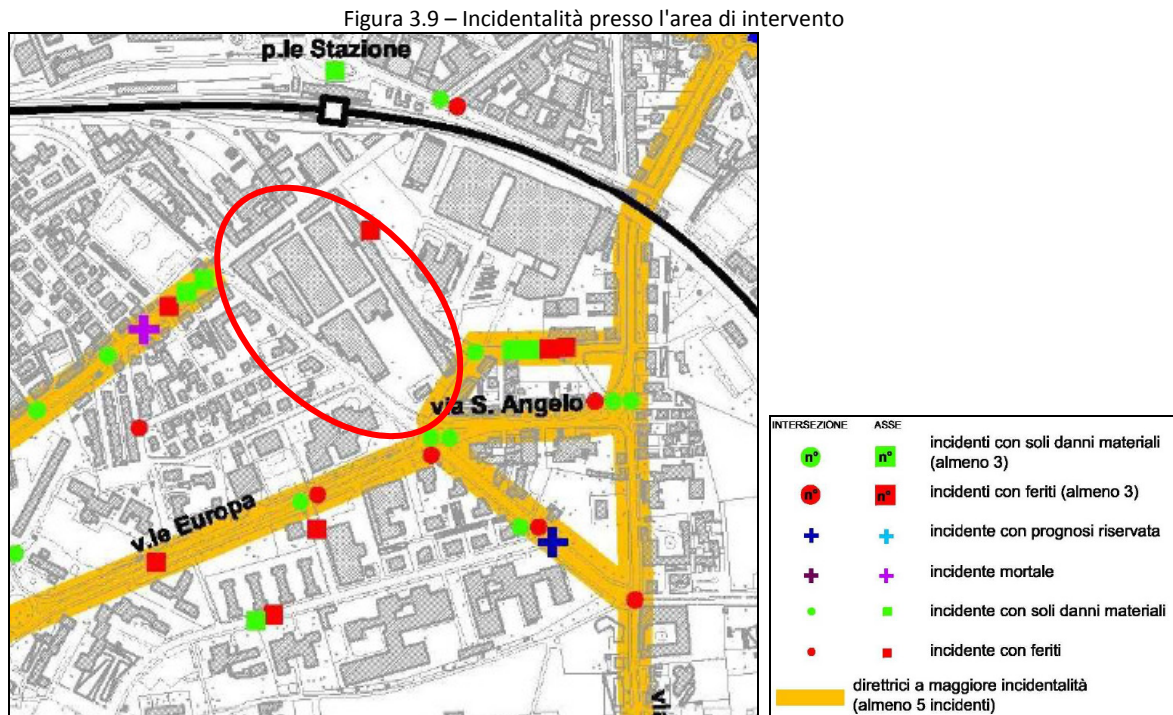 Figura 3.9 – Incidentalità presso l'area di intervento
p.le Stazione
via S. Angelo
v.le Europa
via
INTERSEZIONE ASSE
n° n° incidenti con soli danni materiali
(almeno 3)
n° n° incidenti con feriti (almeno 3)
incidente con prognosi riservata
incidente mortale
incidente con soli danni materiali
incidente con feriti
direttrici a maggiore incidentalità
(almeno 5 incidenti)